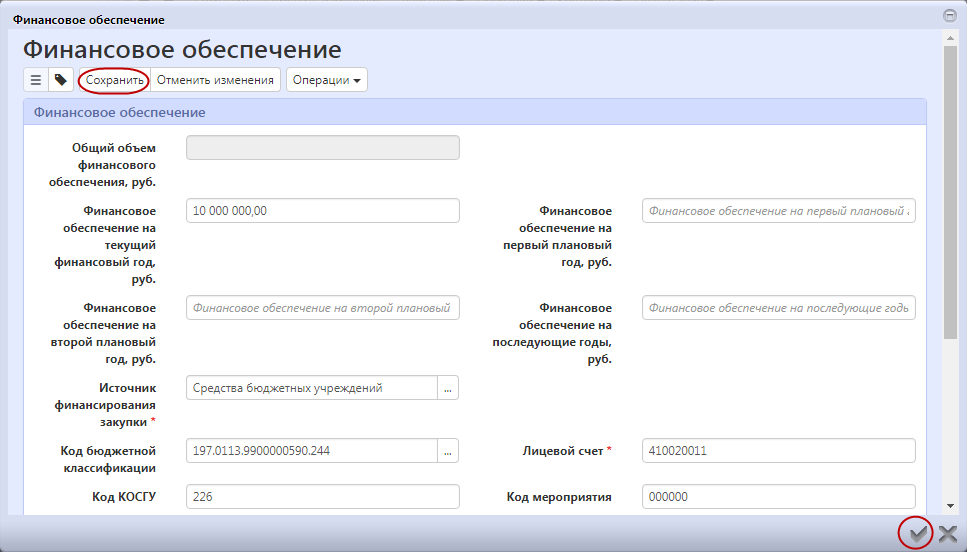 Финансовое обеспечение
Финансовое обеспечение
Сохранить Отменить изменения Операции
Финансовое обеспечение
Общий объем
финансового
обеспечения, руб.
Финансовое
обеспечение на
текущий
финансовый год,
руб.
10 000 000,00
Финансовое
обеспечение на
первый плановый
год, руб.
Финансовое обеспечение на первый плановый
Финансовое
обеспечение на
второй плановый
год, руб.
Финансовое обеспечение на второй плановый
Финансовое
обеспечение на
последующие годы,
руб.
Финансовое обеспечение на последующие годы
Источник
финансирования
закупки *
Средства бюджетных учреждений ...
Код бюджетной
классификации
197.0113.9900000590.244 ...
Лицевой счет *
410020011
Код КОСГУ
226
Код мероприятия
000000